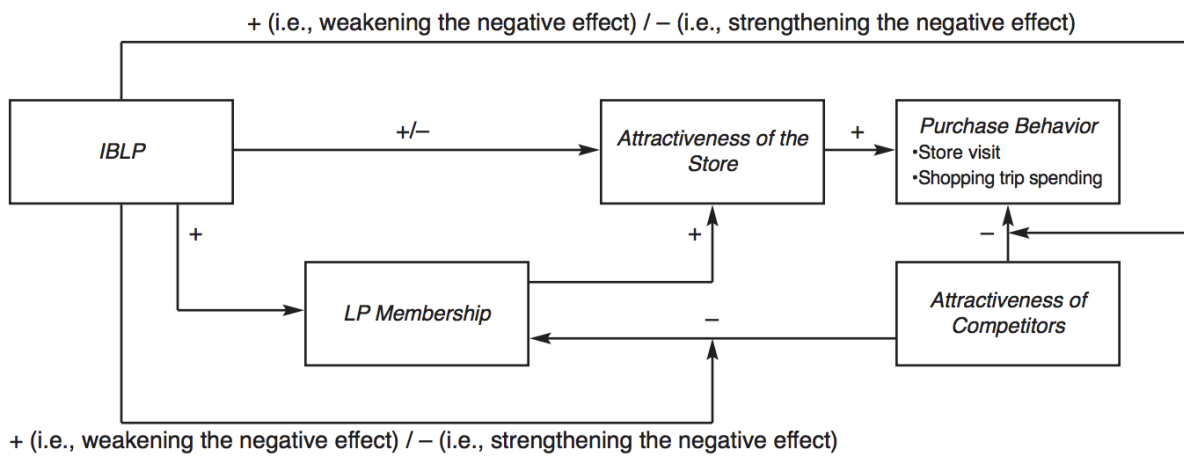 + (i.e., weakening the negative effect) / – (i.e., strengthening the negative effect)
IBLP
+/–
Attractiveness of the
Store
+
Purchase Behavior
•Store visit
•Shopping trip spending
+
+
–
LP Membership
–
Attractiveness of
Competitors
+ (i.e., weakening the negative effect) / – (i.e., strengthening the negative effect)